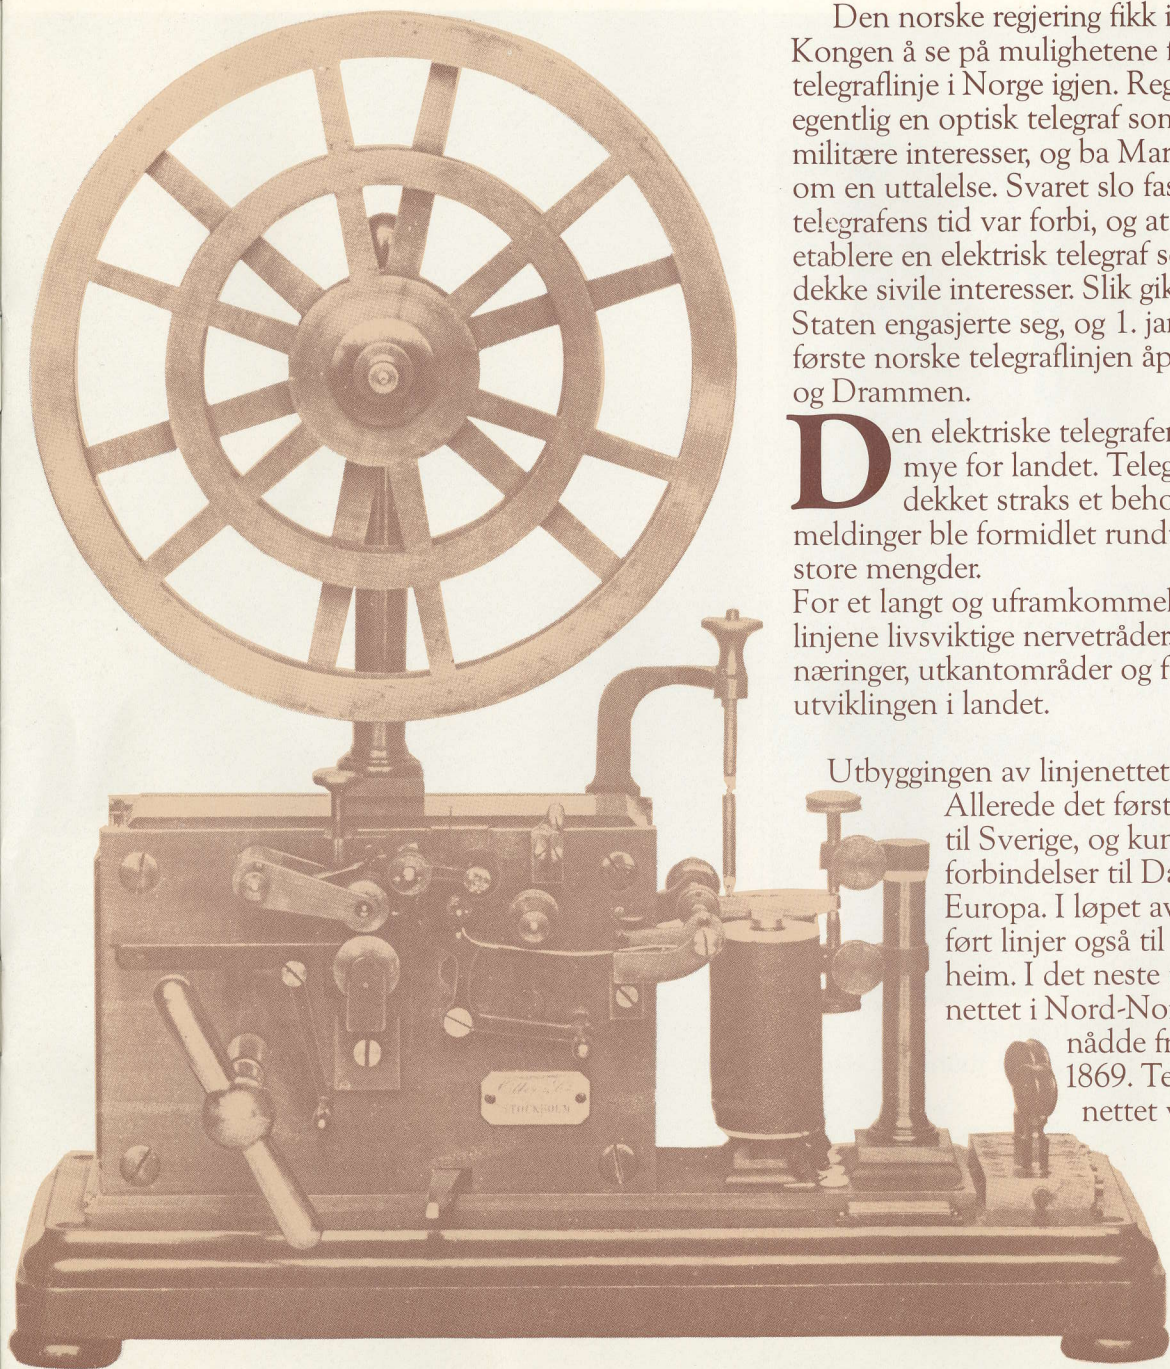 Den norske regjering fikk i
Kongen å se på mulighetene f
telegraflinje i Norge igjen. Reg
egentlig en optisk telegraf som
militære interesser, og ba Mar
om en uttalelse. Svaret slo fas
telegrafens tid var forbi, og at
etablere en elektrisk telegraf s
dekke sivile interesser. Slik gik
Staten engasjerte seg, og 1. jan
første norske telegraflinjen åp
og Drammen.
Den elektriske telegrafen
mye for landet. Teleg
dekket straks et beho
meldinger ble formidlet rund
store mengder.
For et langt og uframkommel
linjene livsviktige nervetråder,
næringer, utkantområder og f
utviklingen i landet.
Utbyggingen av linjenettet
Allerede det først
til Sverige, og kun
forbindelser til Da
Europa. I løpet av
ført linjer også til
heim. I det neste
nettet i Nord-Nor
nådde fr
1869. Te
nettet v
STOCKHOLM